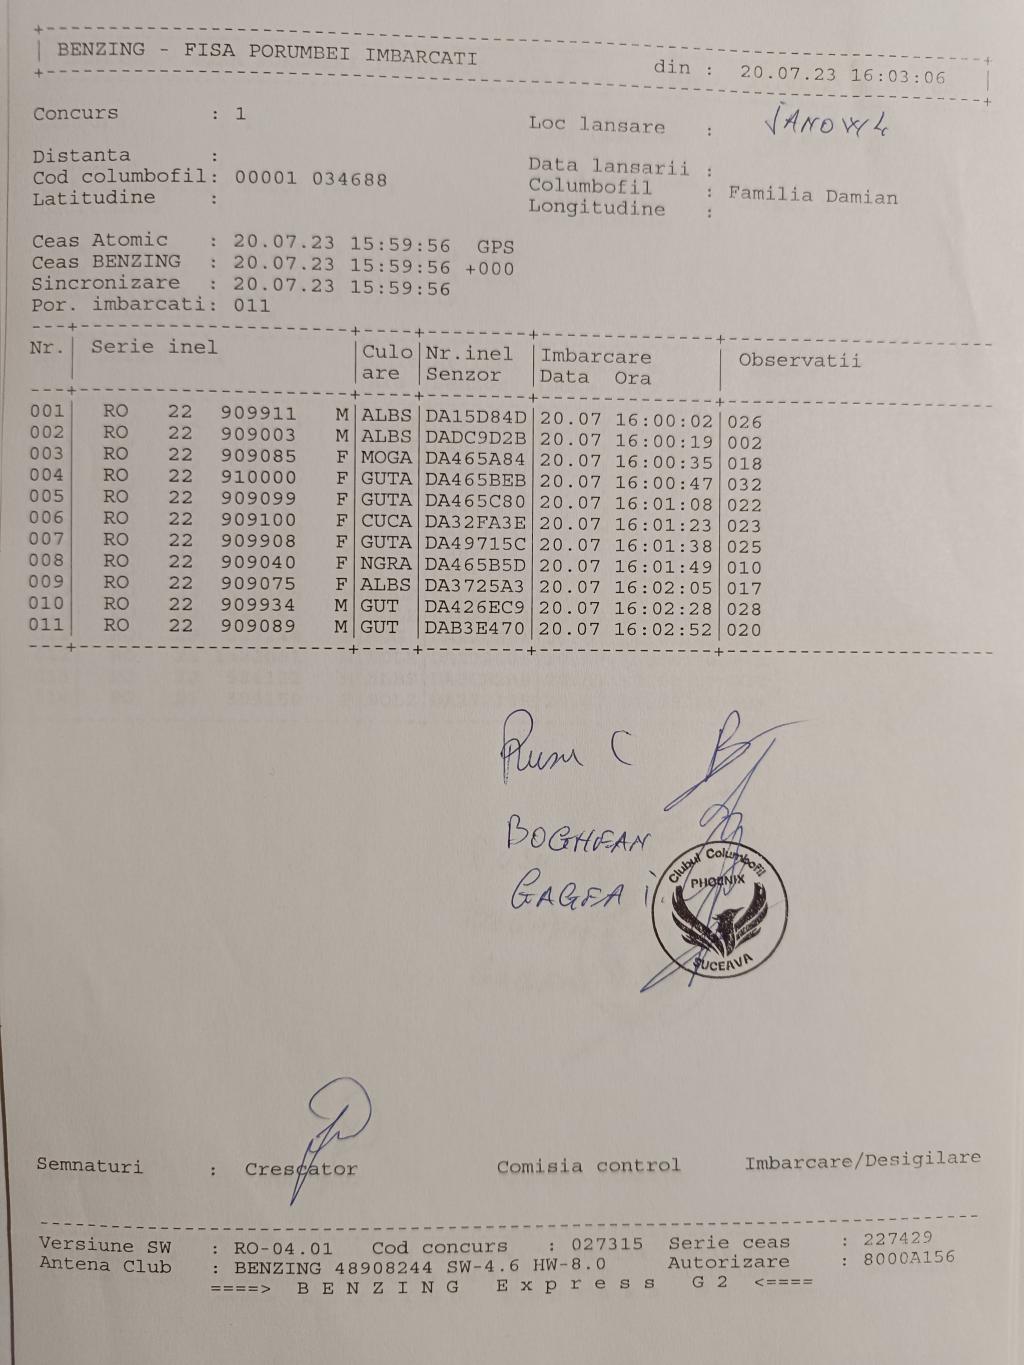 BENZING - FISA PORUMBEI IMBARCATI din : 20.07.23 16:03:06
Concurs : 1 Loc lansare :
Distanta : Data lansarii :
Cod columbofil: 00001 034688 Columbofil : Familia Damian
Latitudine : Longitudine :
Ceas Atomic : 20.07.23 15:59:56 GPS
Ceas BENZING : 20.07.23 15:59:56 +000
Sincronizare : 20.07.23 15:59:56
Por. imbarcati: 011
Nr. Serie inel Culo Nr.inel Imbarcare Observatii
are Senzor Data Ora
001 RO 22 909911 M ALBS DA15D84D 20.07 16:00:02 026
002 RO 22 909003 M ALBS DADC9D2B 20.07 16:00:19 002
003 RO 22 909085 F MOGA DA465A84 20.07 16:00:35 018
004 RO 22 910000 F GUTA DA465BEB 20.07 16:00:47 032
005 RO 22 909099 F GUTA DA465C80 20.07 16:01:08 022
006 RO 22 909100 F CUCA DA32FA3E 20.07 16:01:23 023
007 RO 22 909908 F GUTA DA49715C 20.07 16:01:38 025
008 RO 22 909040 F NGRA DA465B5D 20.07 16:01:49 010
009 RO 22 909075 F ALBS DA3725A3 20.07 16:02:05 017
010 RO 22 909934 M GUT DA426EC9 20.07 16:02:28 028
011 RO 22 909089 M GUT DAB3E470 20.07 16:02:52 020
BOGHEAN
GAGEA I.
Clubul Columbofil
PHOENIX
SUCEAVA
Semnaturi : Crescator Comisia control Imbarcare/Desigilare
Versiune SW : RO-04.01 Cod concurs : 027315 Serie ceas : 227429
Antena Club : BENZING 48908244 SW-4.6 HW-8.0 Autorizare : 8000A156
====> B E N Z I N G E x p r e s s G 2 <====